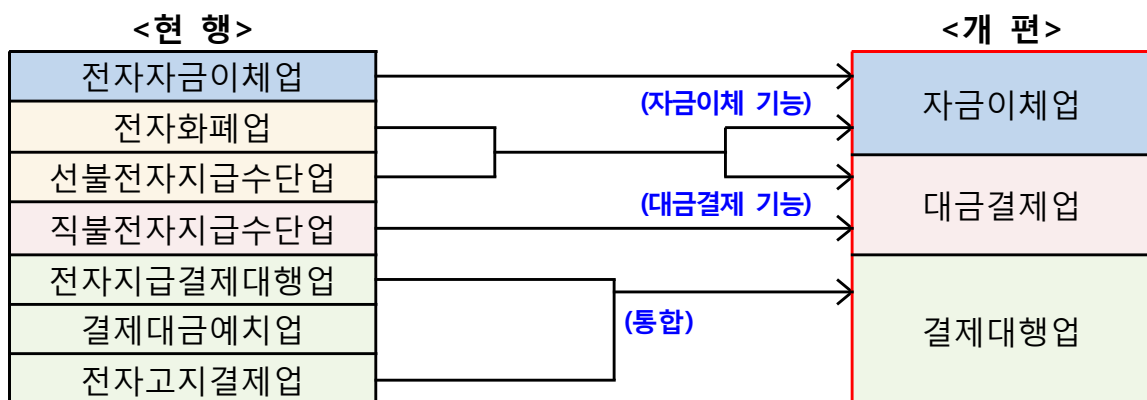 <현 행>
<개 편>
전자자금이체업
전자화폐업
선불전자지급수단업
직불전자지급수단업
전자지급결제대행업
결제대금예치업
전자고지결제업
(자금이체 기능)
(대금결제 기능)
(통합)
자금이체업
대금결제업
결제대행업